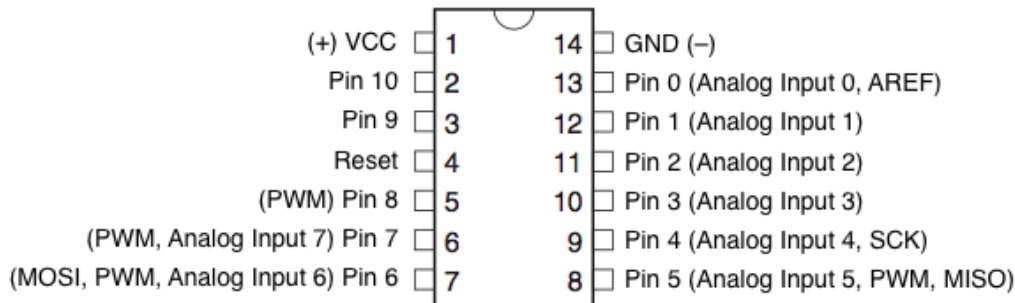 (+) VCC 1 14 GND (–)
Pin 10 2 13 Pin 0 (Analog Input 0, AREF)
Pin 9 3 12 Pin 1 (Analog Input 1)
Reset 4 11 Pin 2 (Analog Input 2)
(PWM) Pin 8 5 10 Pin 3 (Analog Input 3)
(PWM, Analog Input 7) Pin 7 6 9 Pin 4 (Analog Input 4, SCK)
(MOSI, PWM, Analog Input 6) Pin 6 7 8 Pin 5 (Analog Input 5, PWM, MISO)